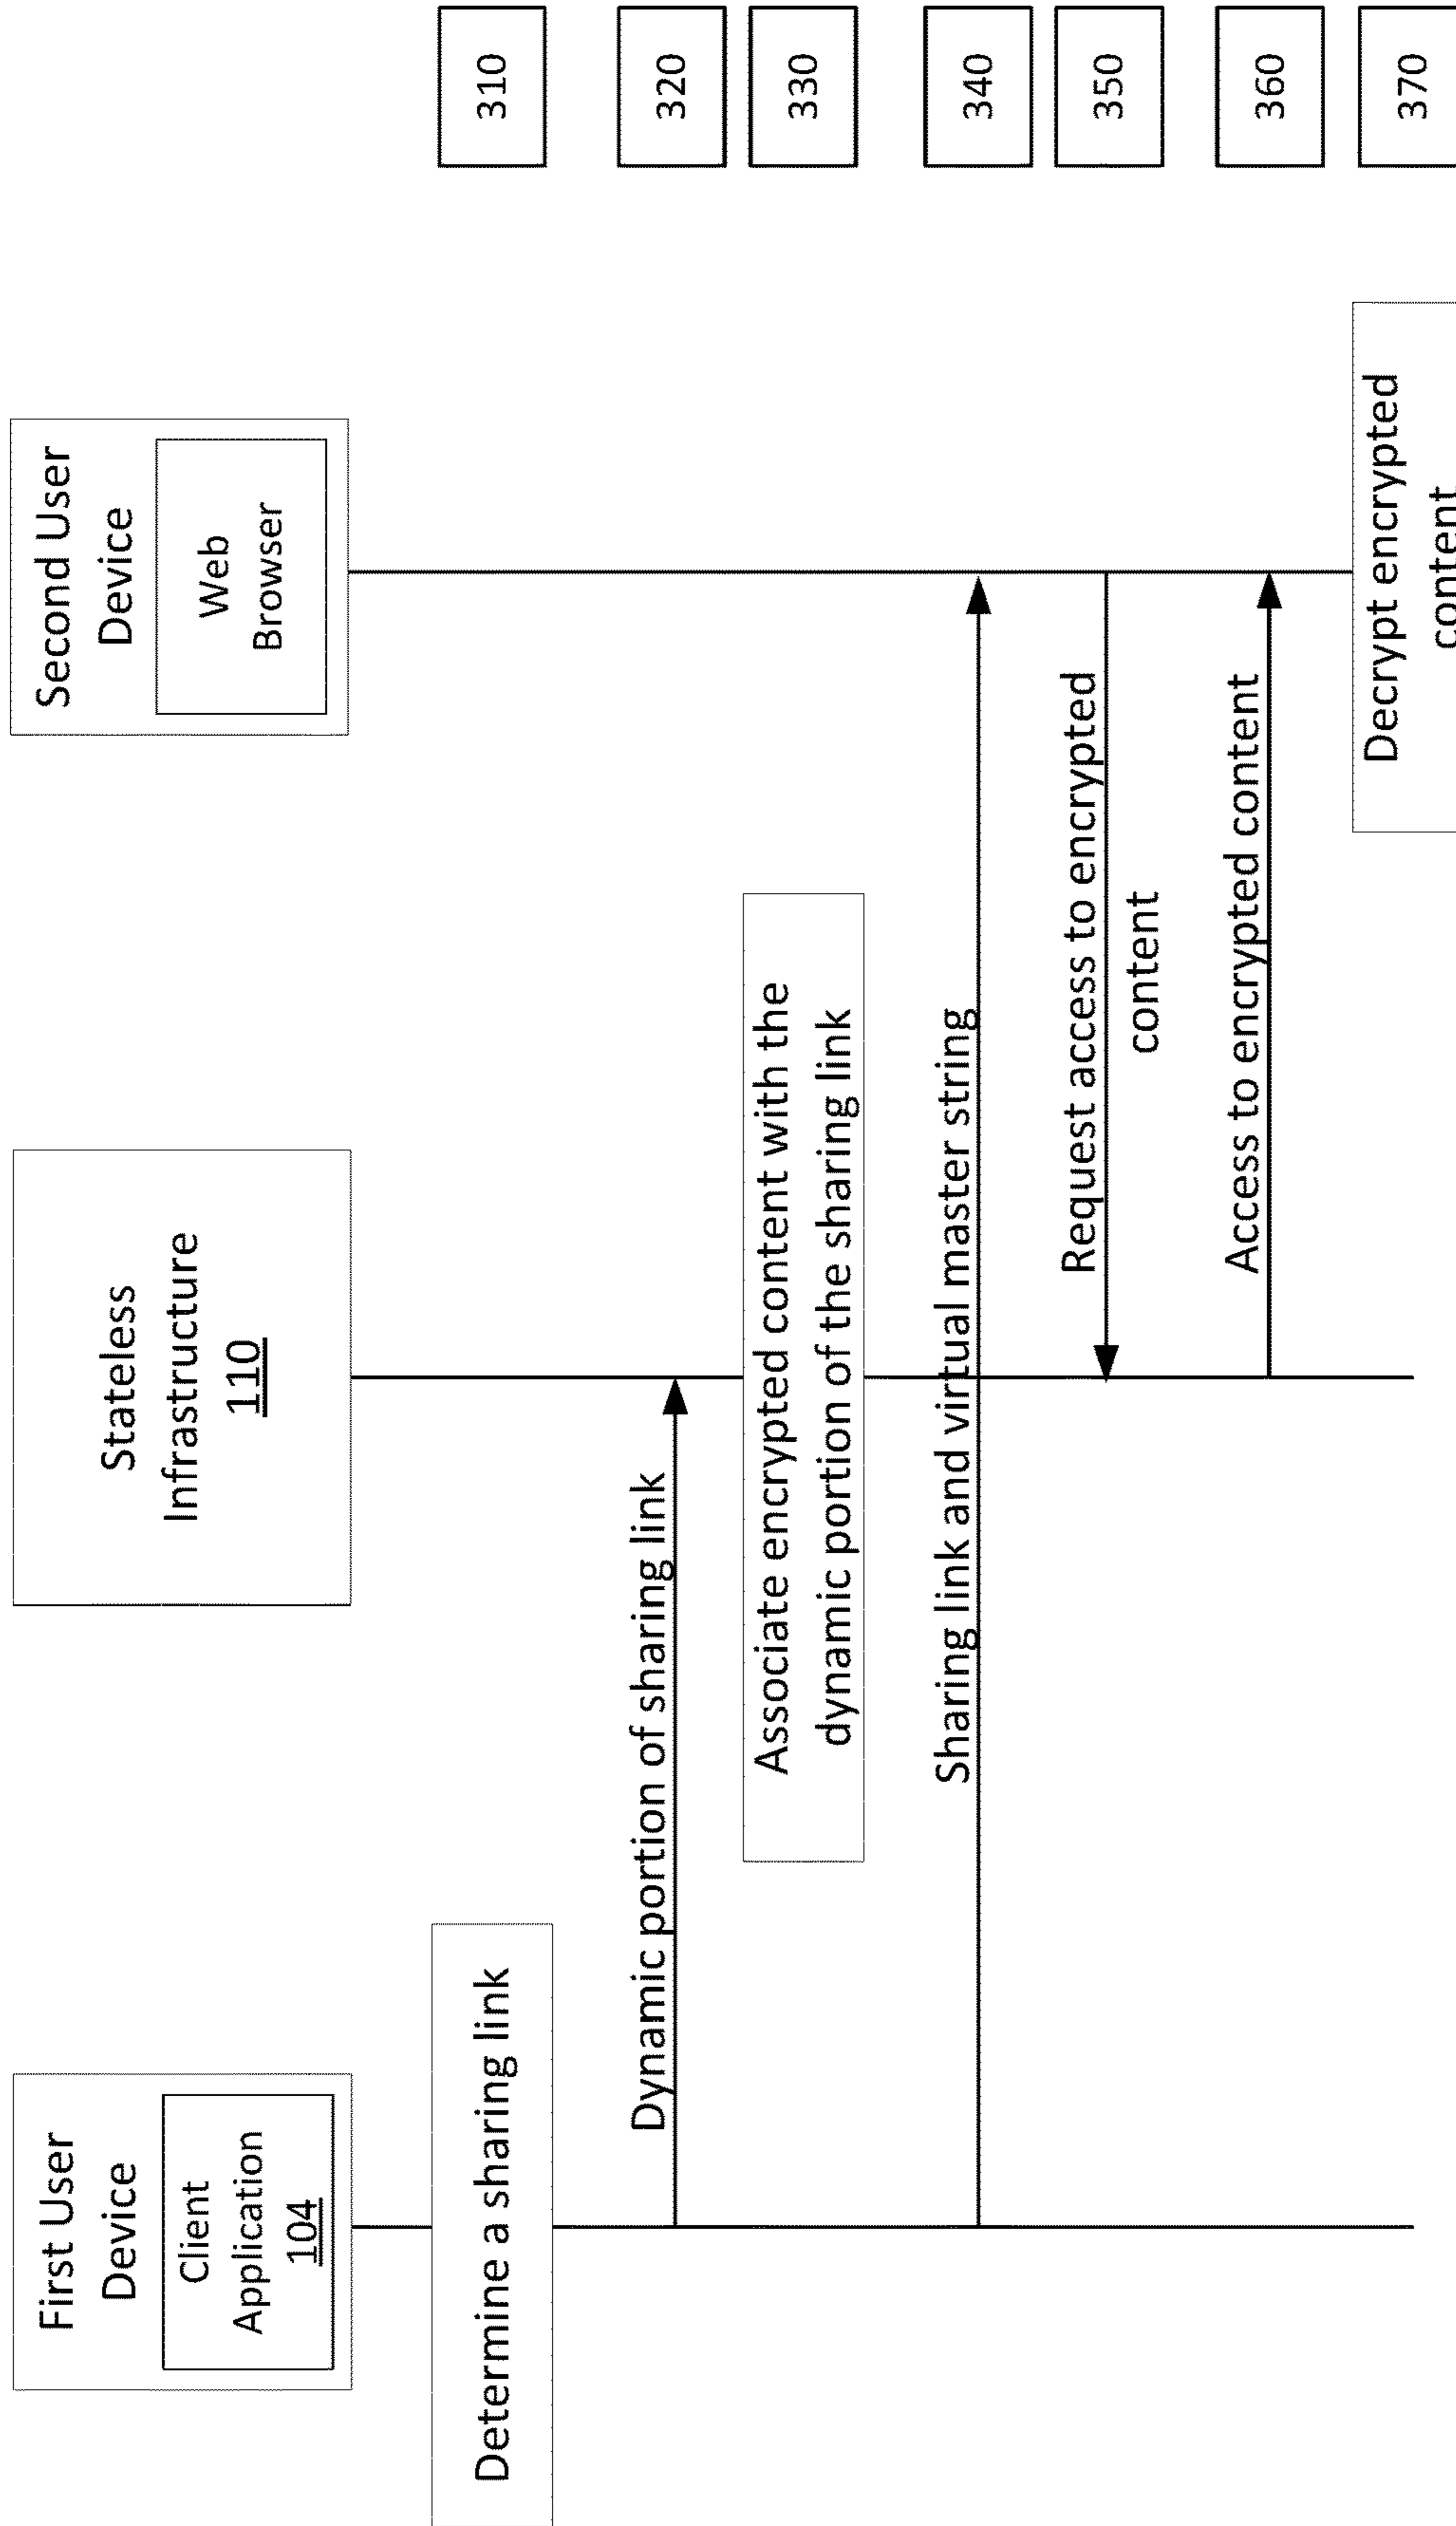 First User
Device
Client
Application
104
Stateless
Infrastructure
110
Second User
Device
Web
Browser
Determine a sharing link
310
Dynamic portion of sharing link
320
Associate encrypted content with the
dynamic portion of the sharing link
330
Sharing link and virtual master string
340
Request access to encrypted
content
350
Access to encrypted content
360
Decrypt encrypted
content
370